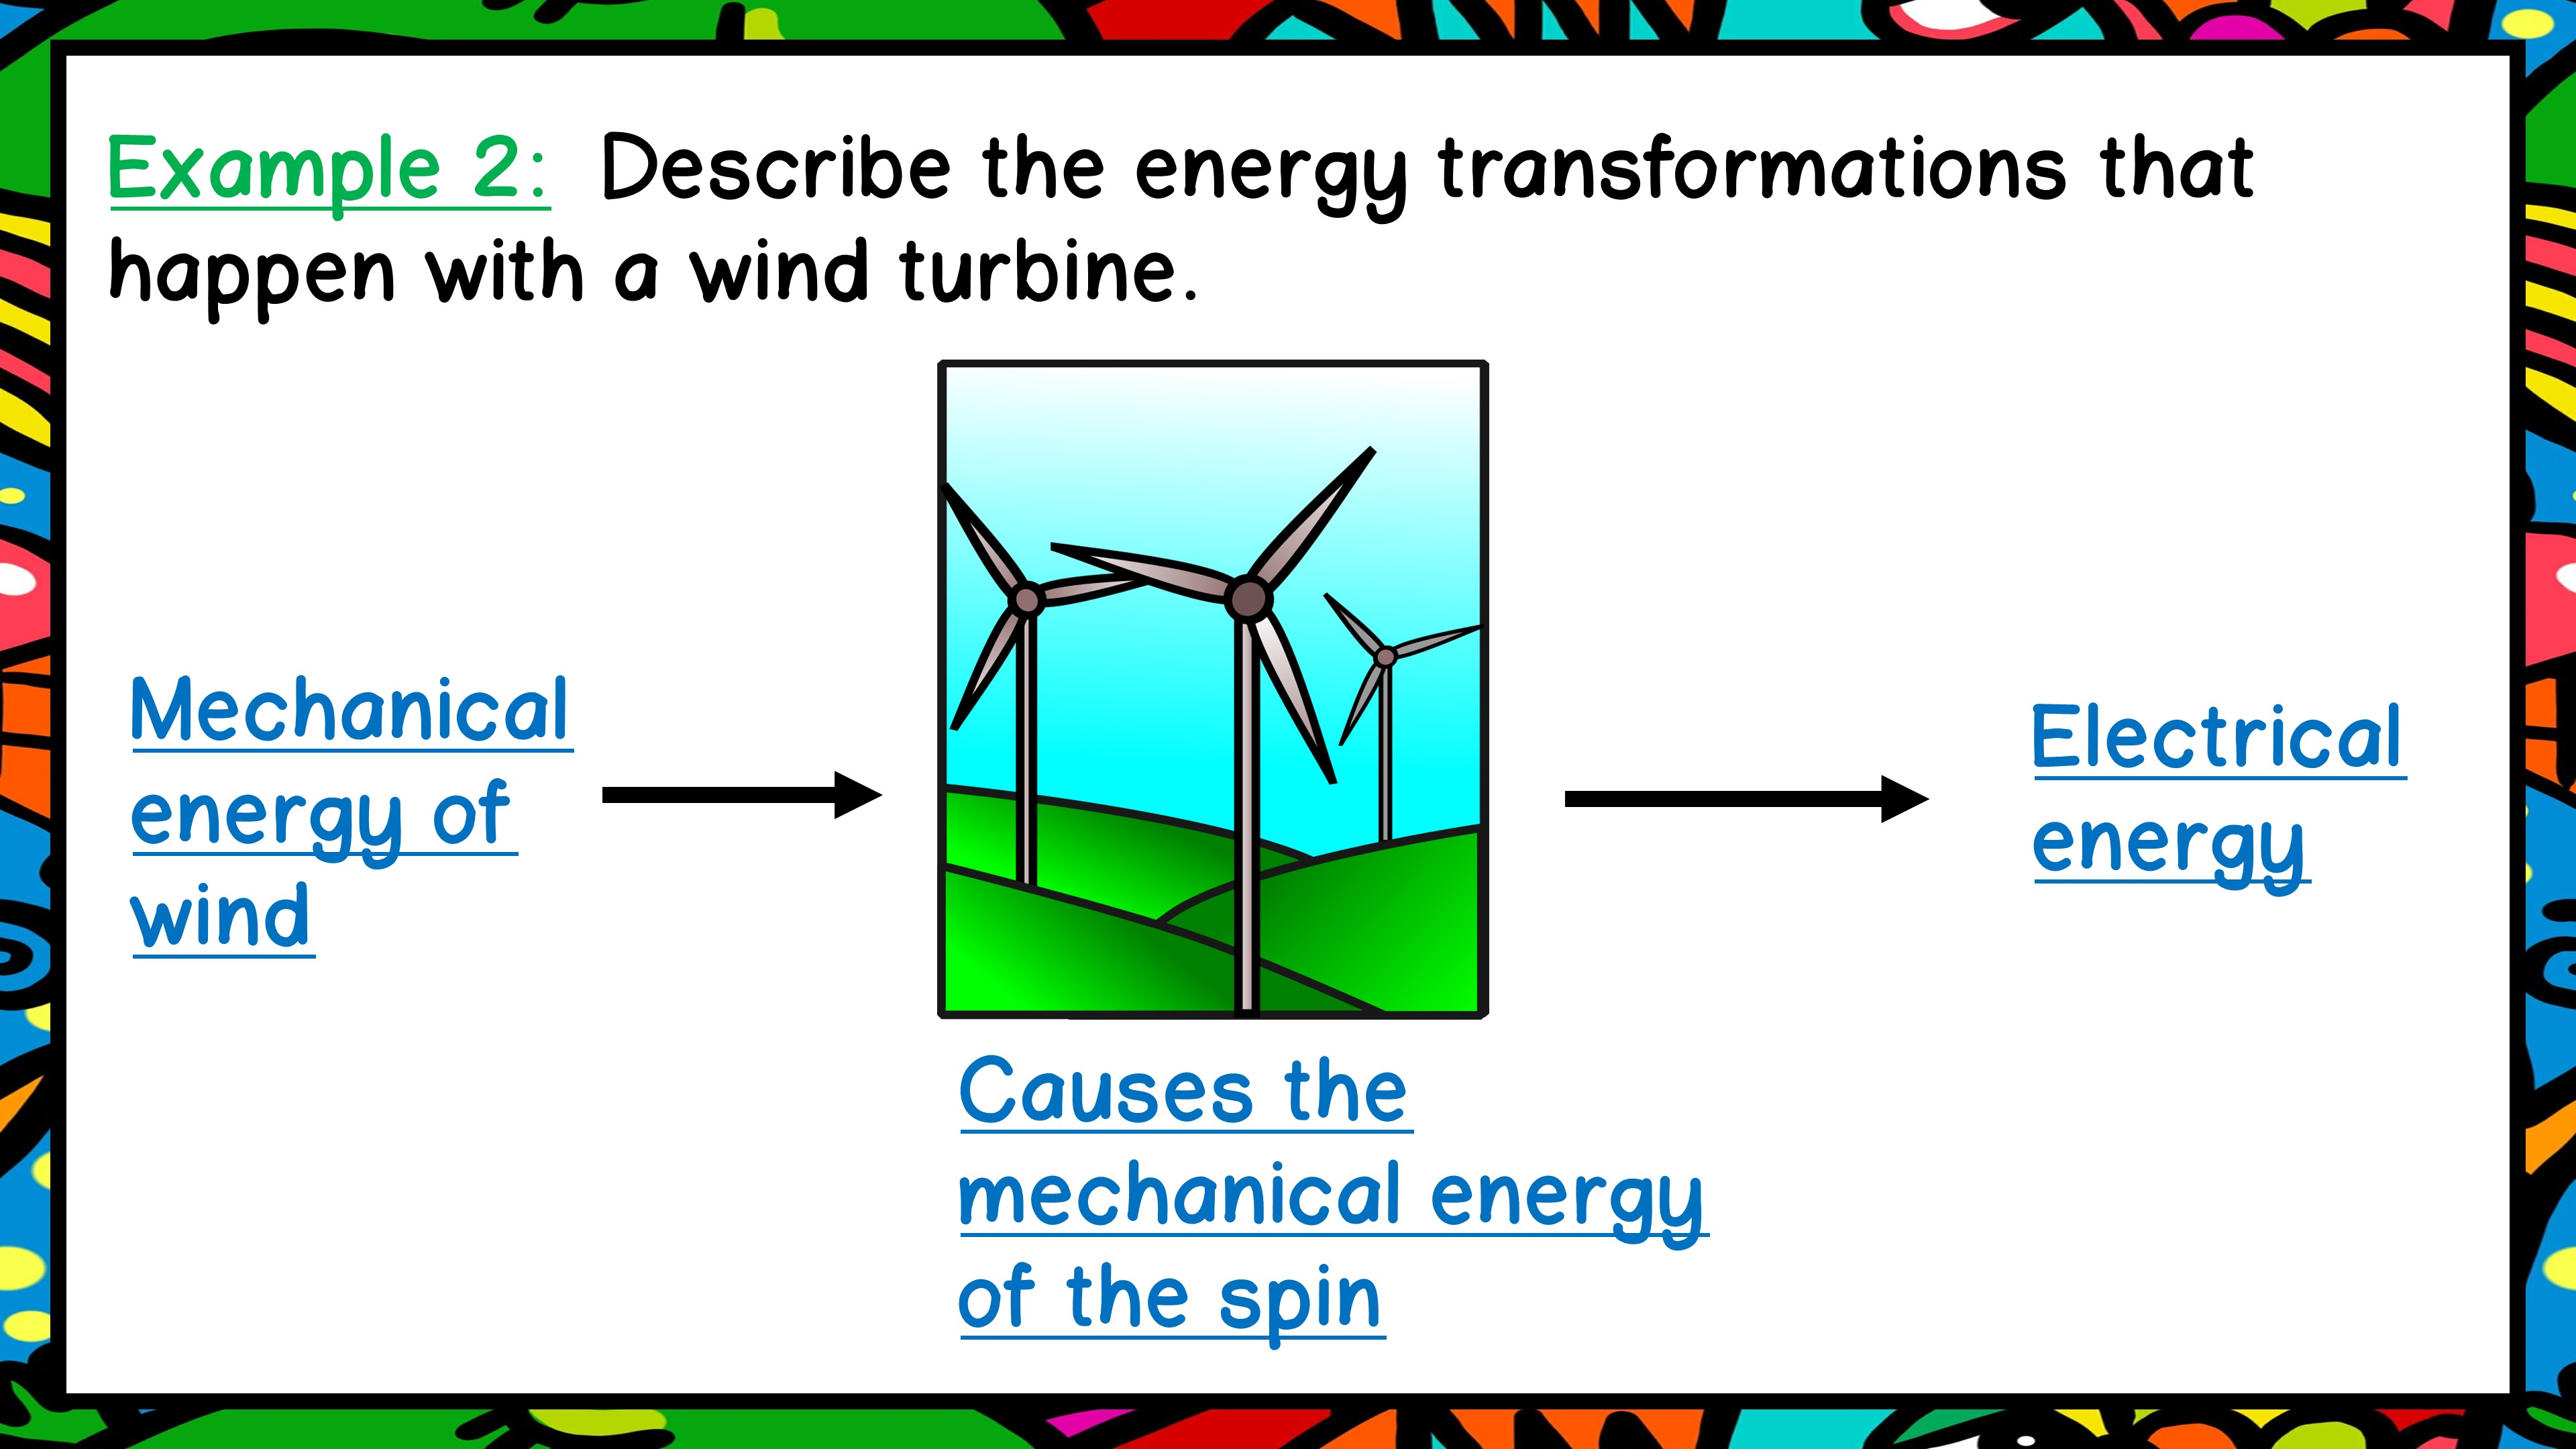 Example 2: Describe the energy transformations that
happen with a wind turbine.
Mechanical
energy of
wind
Causes the
mechanical energy
of the spin
Electrical
energy